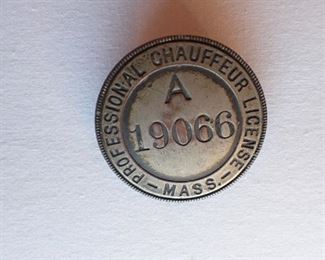 PROFESSIONAL CHAUFFEUR LICENSE
A
19066
- MASS. -